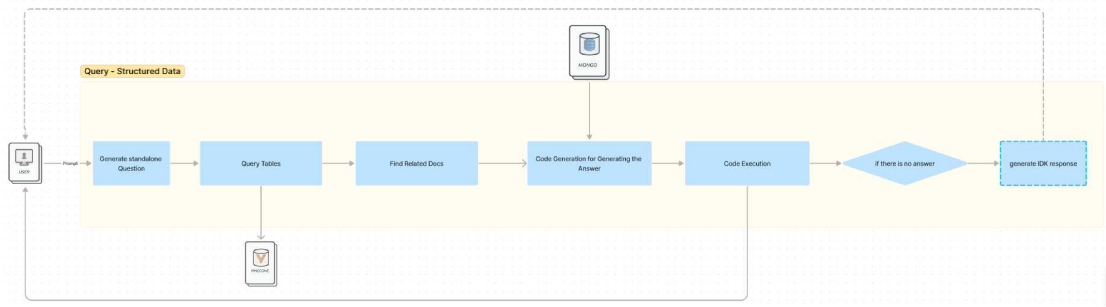 MONGO
Query - Structured Data
USER
Prompt
Generate standalone
Question
Query Tables
Find Related Docs
Code Generation for Generating the
Answer
Code Execution
if there is no answer
generate IDK response
PINECONE